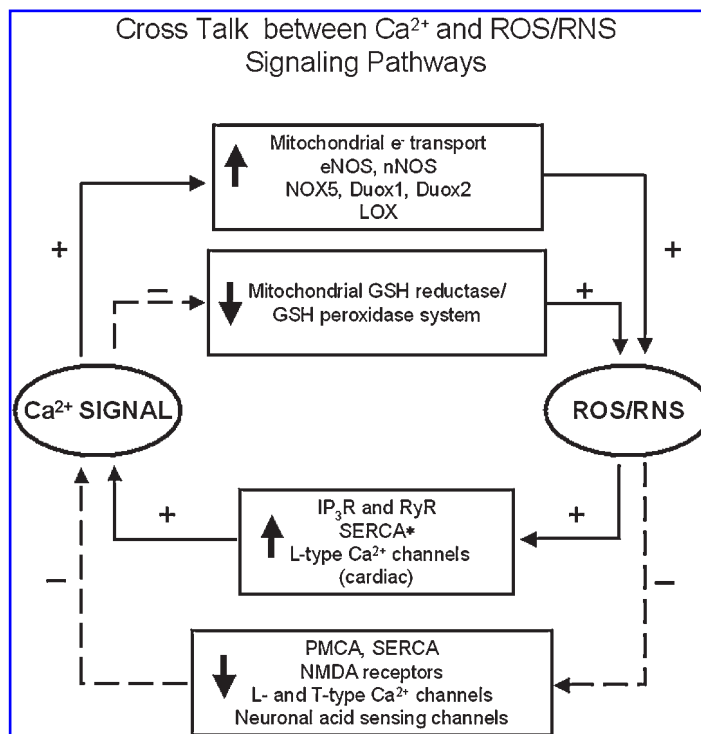 Cross Talk between Ca²⁺ and ROS/RNS
Signaling Pathways
Mitochondrial e⁻ transport
eNOS, nNOS
NOX5, Duox1, Duox2
LOX
+
+
–
Mitochondrial GSH reductase/
GSH peroxidase system
+
Ca²⁺ SIGNAL
ROS/RNS
+
IP₃R and RyR
SERCA*
L-type Ca²⁺ channels
(cardiac)
+
–
–
PMCA, SERCA
NMDA receptors
L- and T-type Ca²⁺ channels
Neuronal acid sensing channels